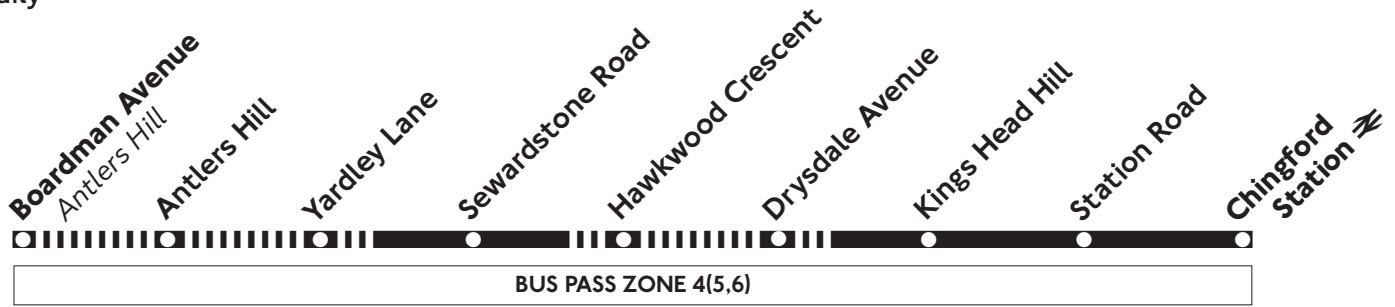 Boardman Avenue
Antlers Hill
Antlers Hill
Yardley Lane
Sewardstone Road
Hawkwood Crescent
Drysdale Avenue
Kings Head Hill
Station Road
Chingford
Station
BUS PASS ZONE 4(5,6)